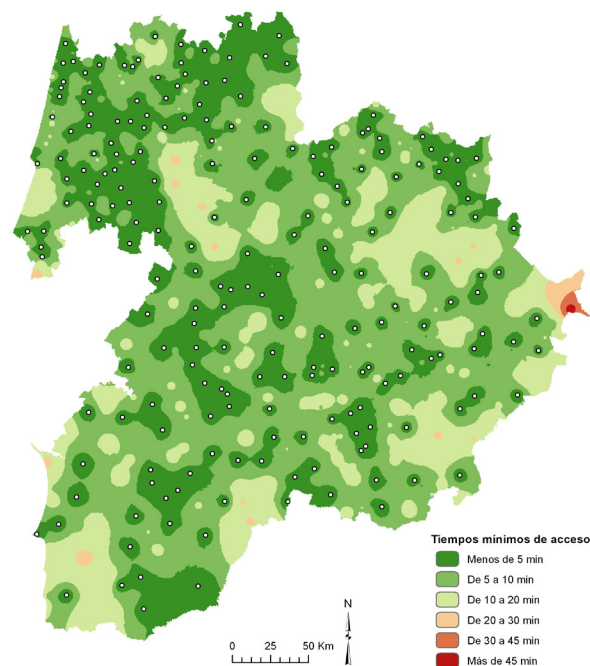 Tiempos mínimos de acceso
Menos de 5 min
De 5 a 10 min
De 10 a 20 min
De 20 a 30 min
De 30 a 45 min
Más de 45 min
N
0 25 50 Km